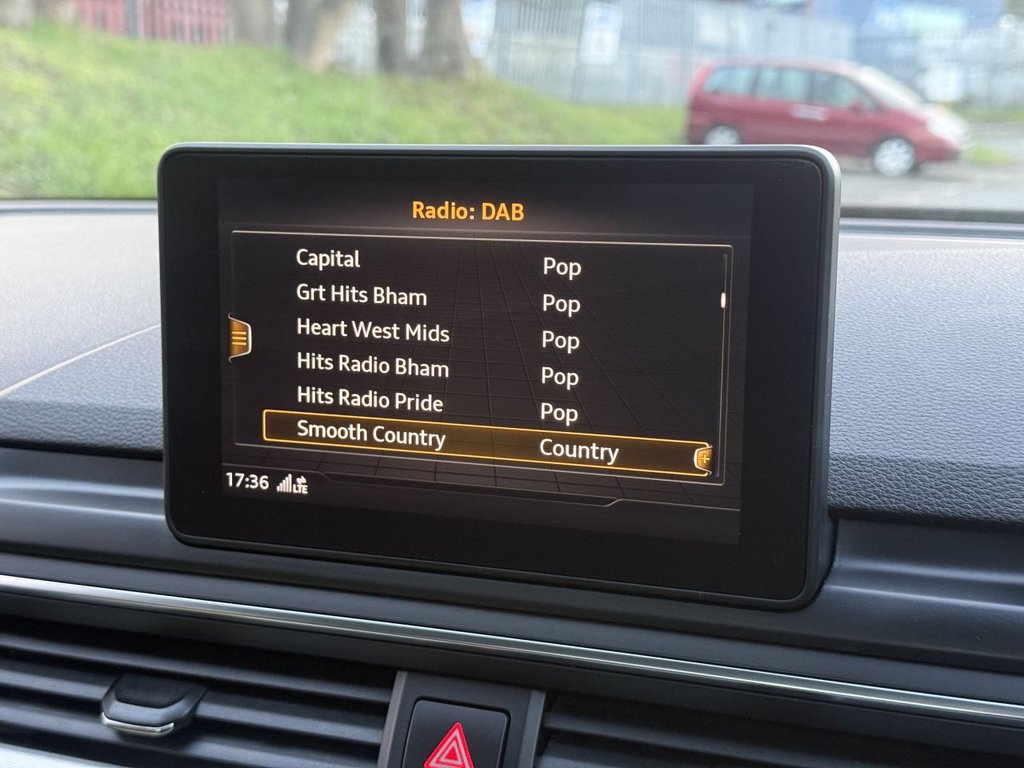 Radio: DAB
Capital Pop
Grt Hits Bham Pop
Heart West Mids Pop
Hits Radio Bham Pop
Hits Radio Pride Pop
Smooth Country Country
17:36 LTE